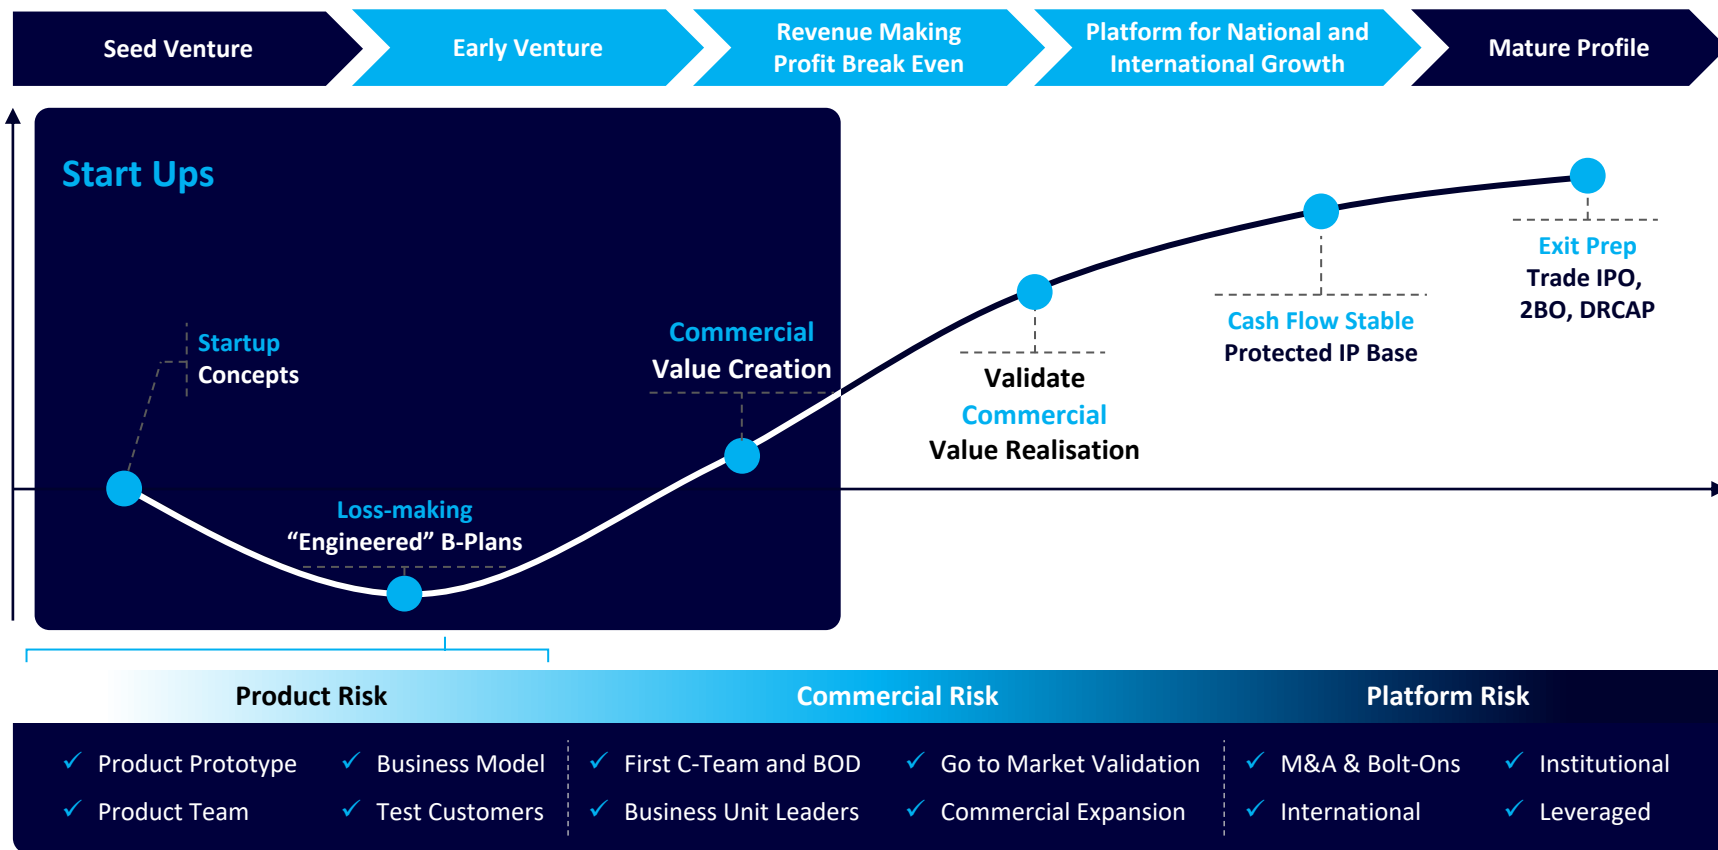 Seed Venture
Early Venture
Revenue Making
Profit Break Even
Platform for National and
International Growth
Mature Profile
Start Ups
Startup
Concepts
Loss-making
“Engineered” B-Plans
Commercial
Value Creation
Validate
Commercial
Value Realisation
Cash Flow Stable
Protected IP Base
Exit Prep
Trade IPO,
2BO, DRCAP
Product Risk
Commercial Risk
Platform Risk
✓ Product Prototype
✓ Product Team
✓ Business Model
✓ Test Customers
✓ First C-Team and BOD
✓ Business Unit Leaders
✓ Go to Market Validation
✓ Commercial Expansion
✓ M&A & Bolt-Ons
✓ International
✓ Institutional
✓ Leveraged